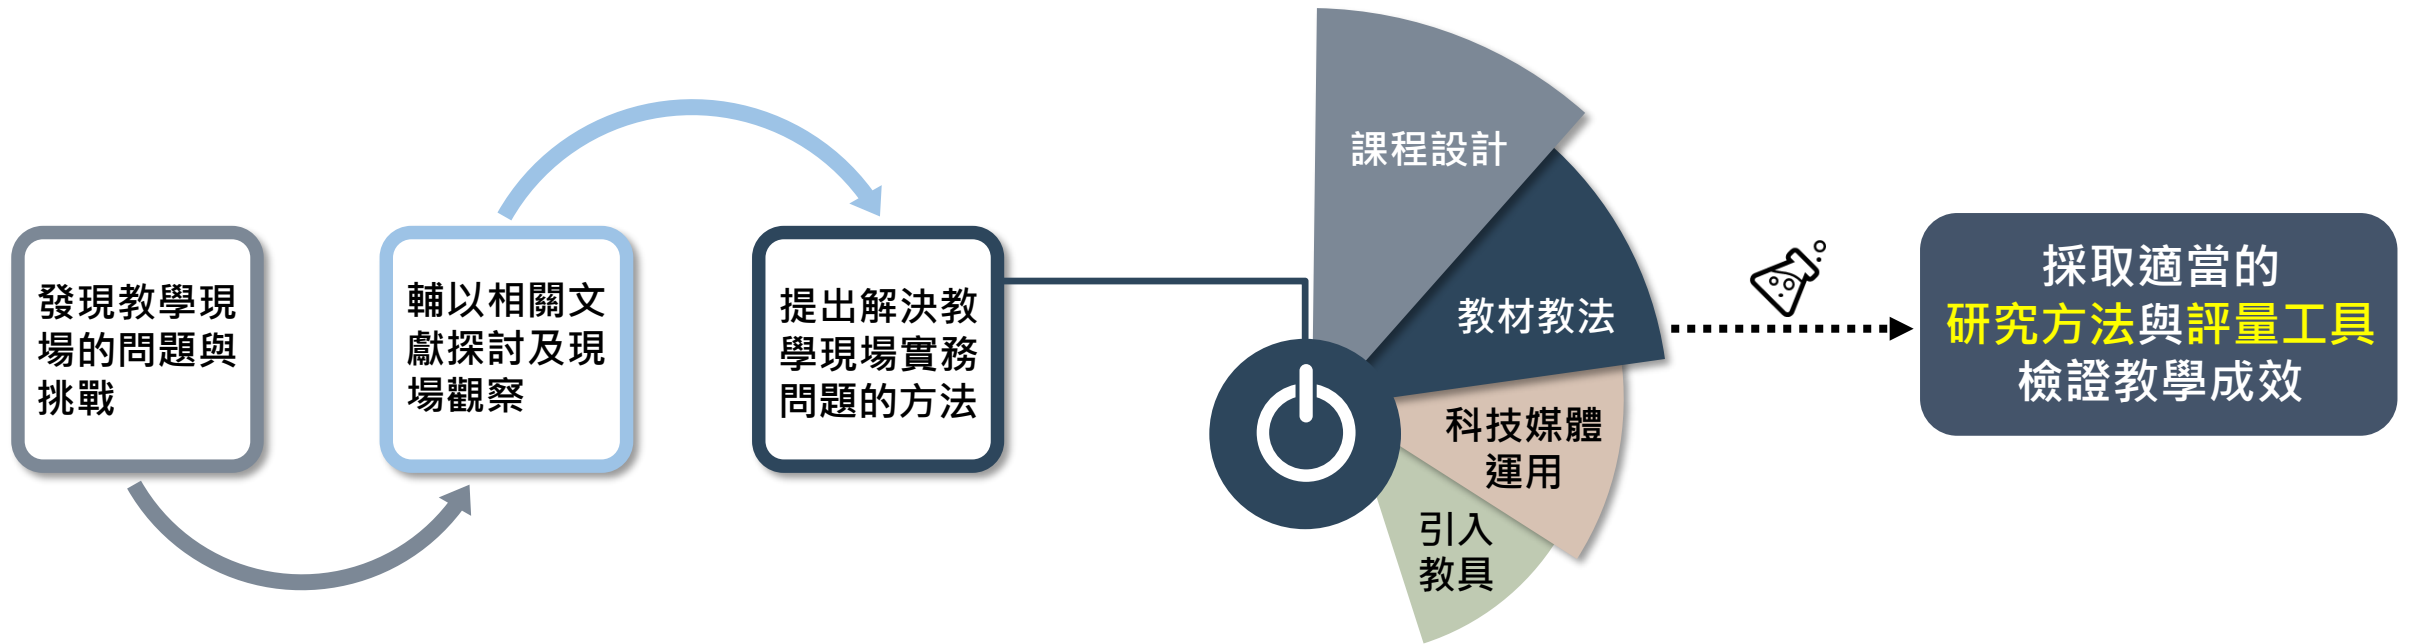 發現教學現
場的問題與
挑戰
輔以相關文
獻探討及現
場觀察
提出解決教
學現場實務
問題的方法
課程設計
教材教法
科技媒體
運用
引入
教具
採取適當的
研究方法與評量工具
檢證教學成效